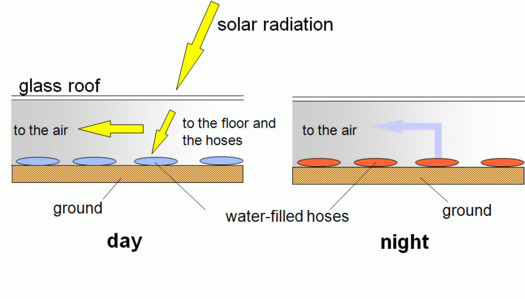 solar radiation
glass roof
to the air
to the floor and
the hoses
ground
water-filled hoses
day
to the air
ground
night